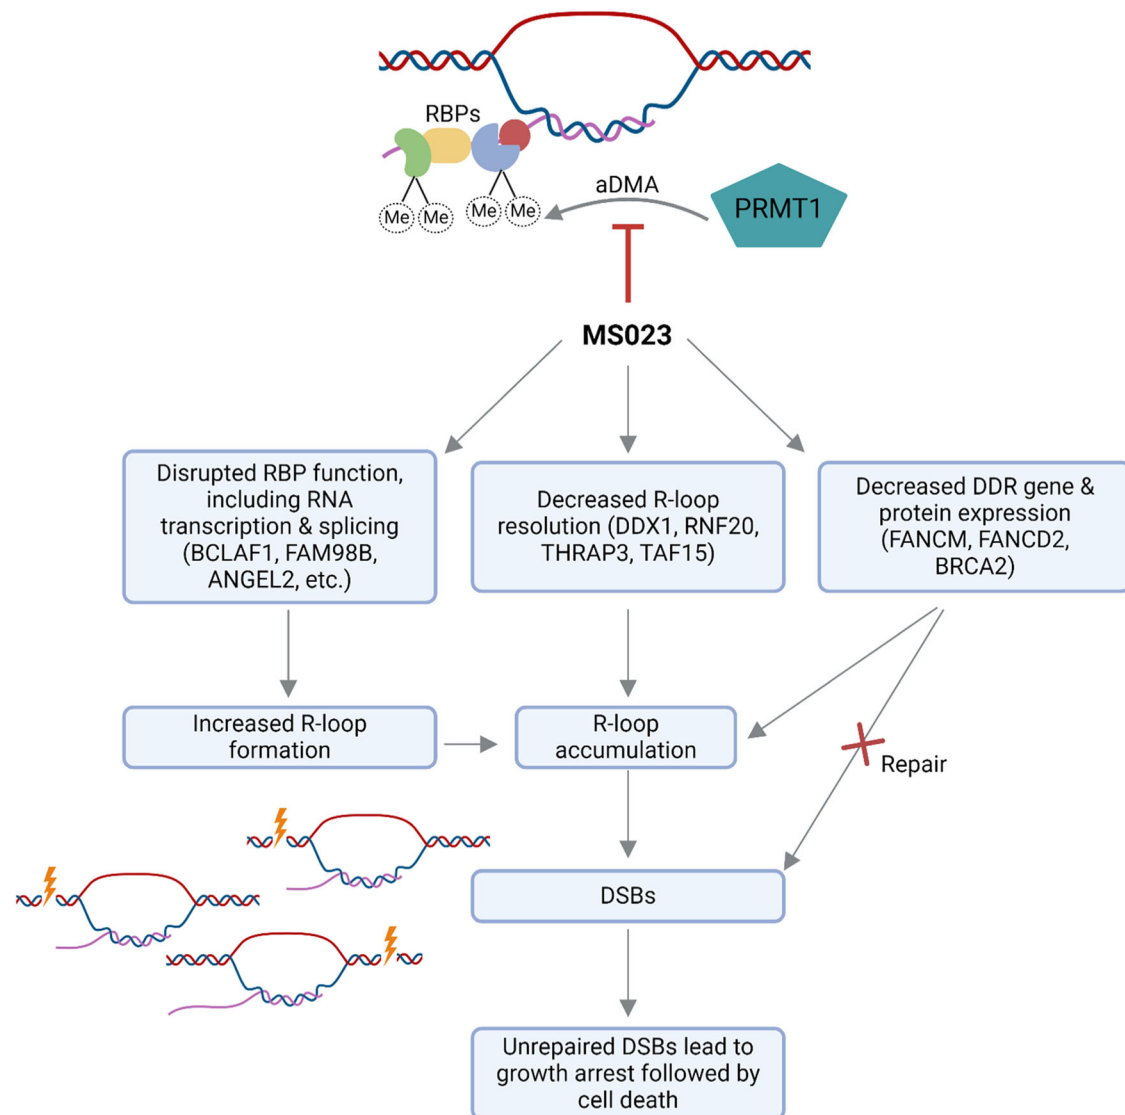 RBPs
aDMA
PRMT1
Me
Me
Me
Me
MS023
Disrupted RBP function,
including RNA
transcription & splicing
(BCLAF1, FAM98B,
ANGEL2, etc.)
Decreased R-loop
resolution (DDX1, RNF20,
THRAP3, TAF15)
Decreased DDR gene &
protein expression
(FANCM, FANCD2,
BRCA2)
Increased R-loop
formation
R-loop
accumulation
Repair
DSBs
Unrepaired DSBs lead to
growth arrest followed by
cell death